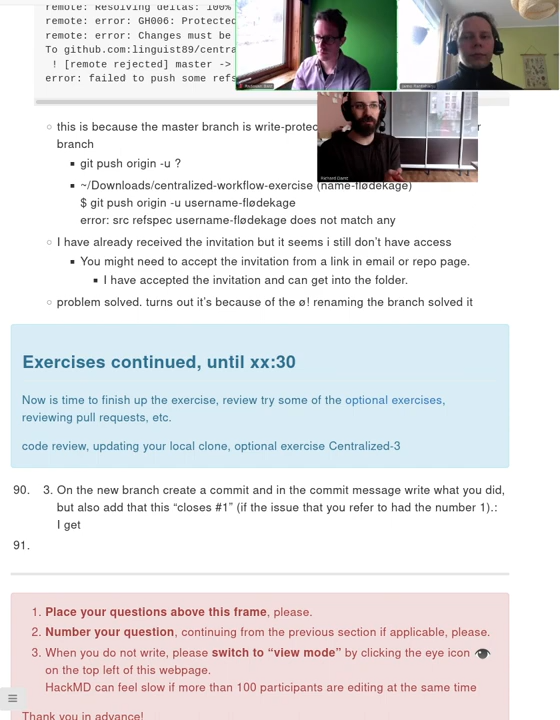 remote: Resolving deltas: 100%
remote: error: GH006: Protected
remote: error: Changes must be
To github.com:linguist89/centra
! [remote rejected] master ->
error: failed to push some refs
this is because the master branch is write-protec
branch
git push origin -u ?
~/Downloads/centralized-workflow-exercise (name-flødekage)
$ git push origin -u username-flødekage
error: src refspec username-flødekage does not match any
I have already received the invitation but it seems i still don't have access
You might need to accept the invitation from a link in email or repo page.
I have accepted the invitation and can get into the folder.
problem solved. turns out it's because of the ø! renaming the branch solved it
Exercises continued, until xx:30
Now is time to finish up the exercise, review try some of the optional exercises,
reviewing pull requests, etc.
code review, updating your local clone, optional exercise Centralized-3
90. 3. On the new branch create a commit and in the commit message write what you did,
but also add that this "closes #1" (if the issue that you refer to had the number 1).:
I get
91.
1. Place your questions above this frame, please.
2. Number your question, continuing from the previous section if applicable, please.
3. When you do not write, please switch to "view mode" by clicking the eye icon
on the top left of this webpage.
HackMD can feel slow if more than 100 participants are editing at the same time
Thank you in advance!